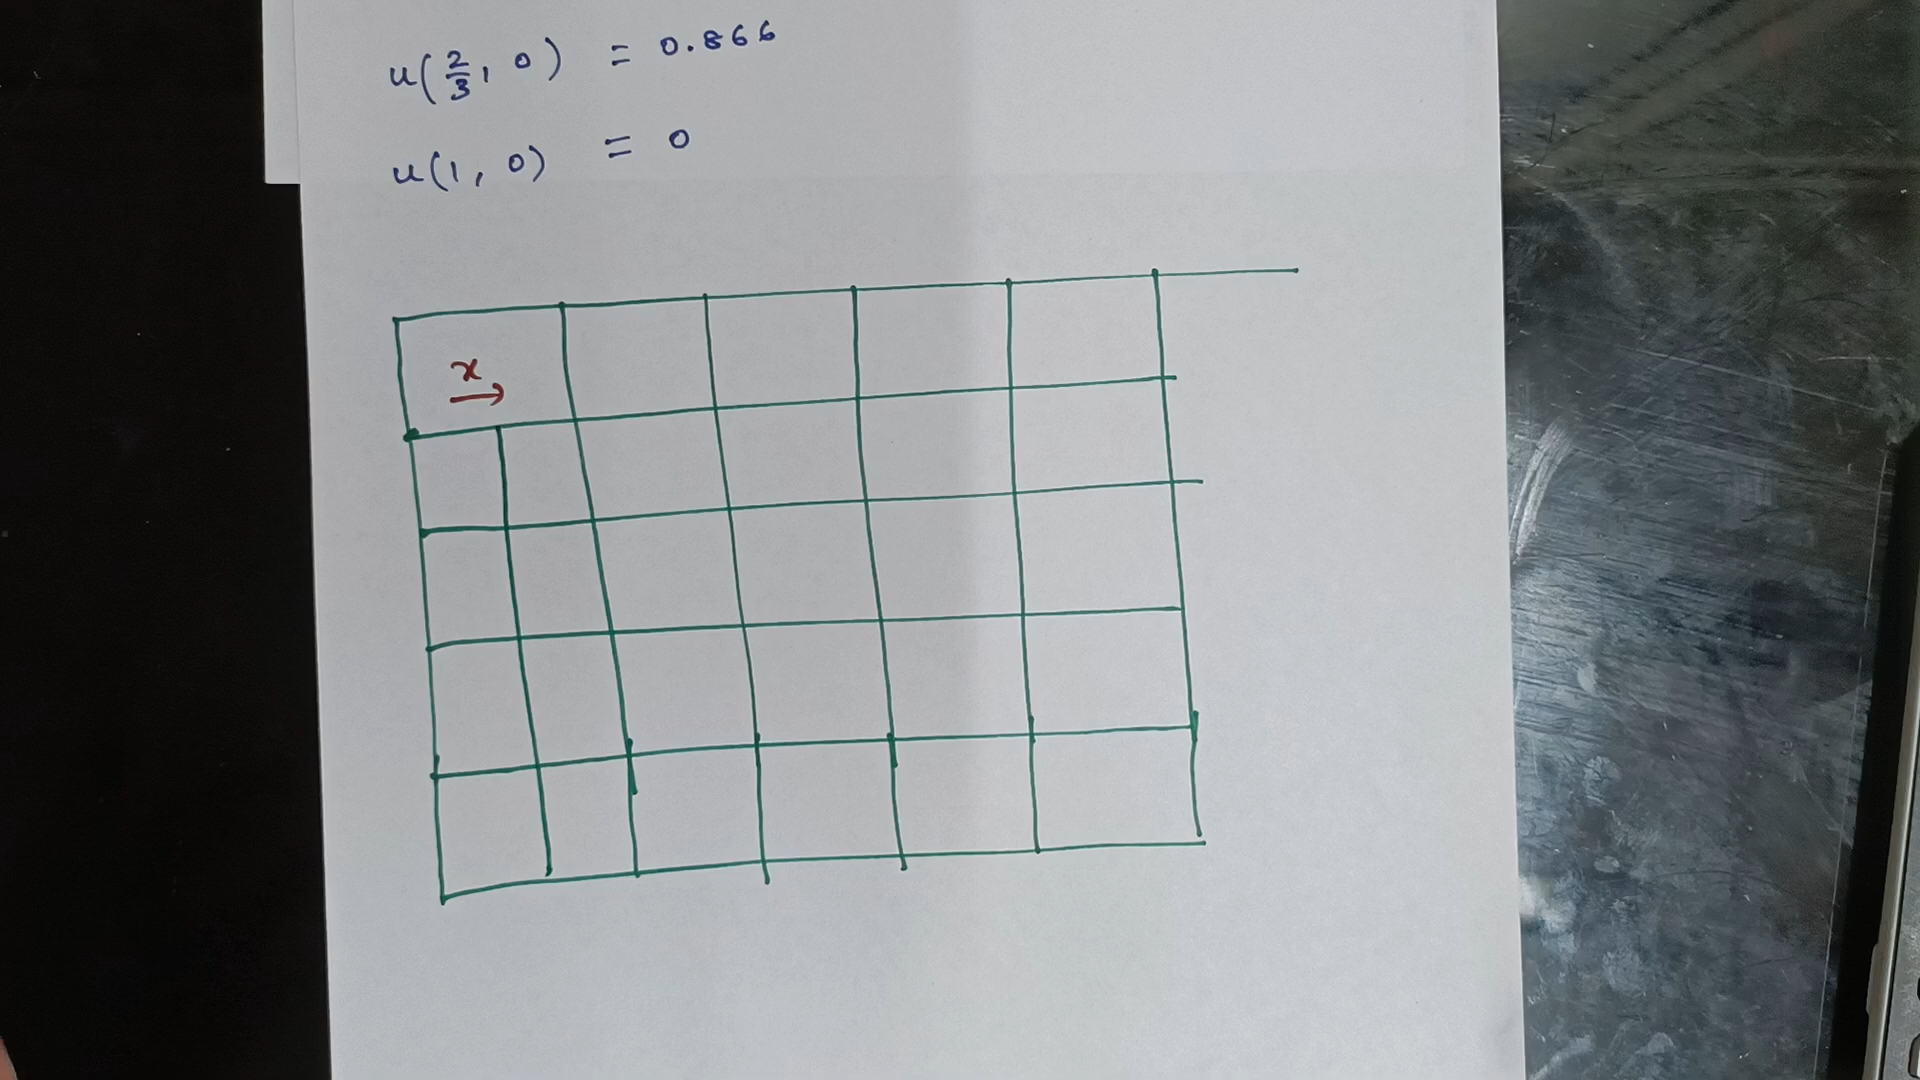 u(2/3, 0) = 0.866
u(1, 0) = 0
x →